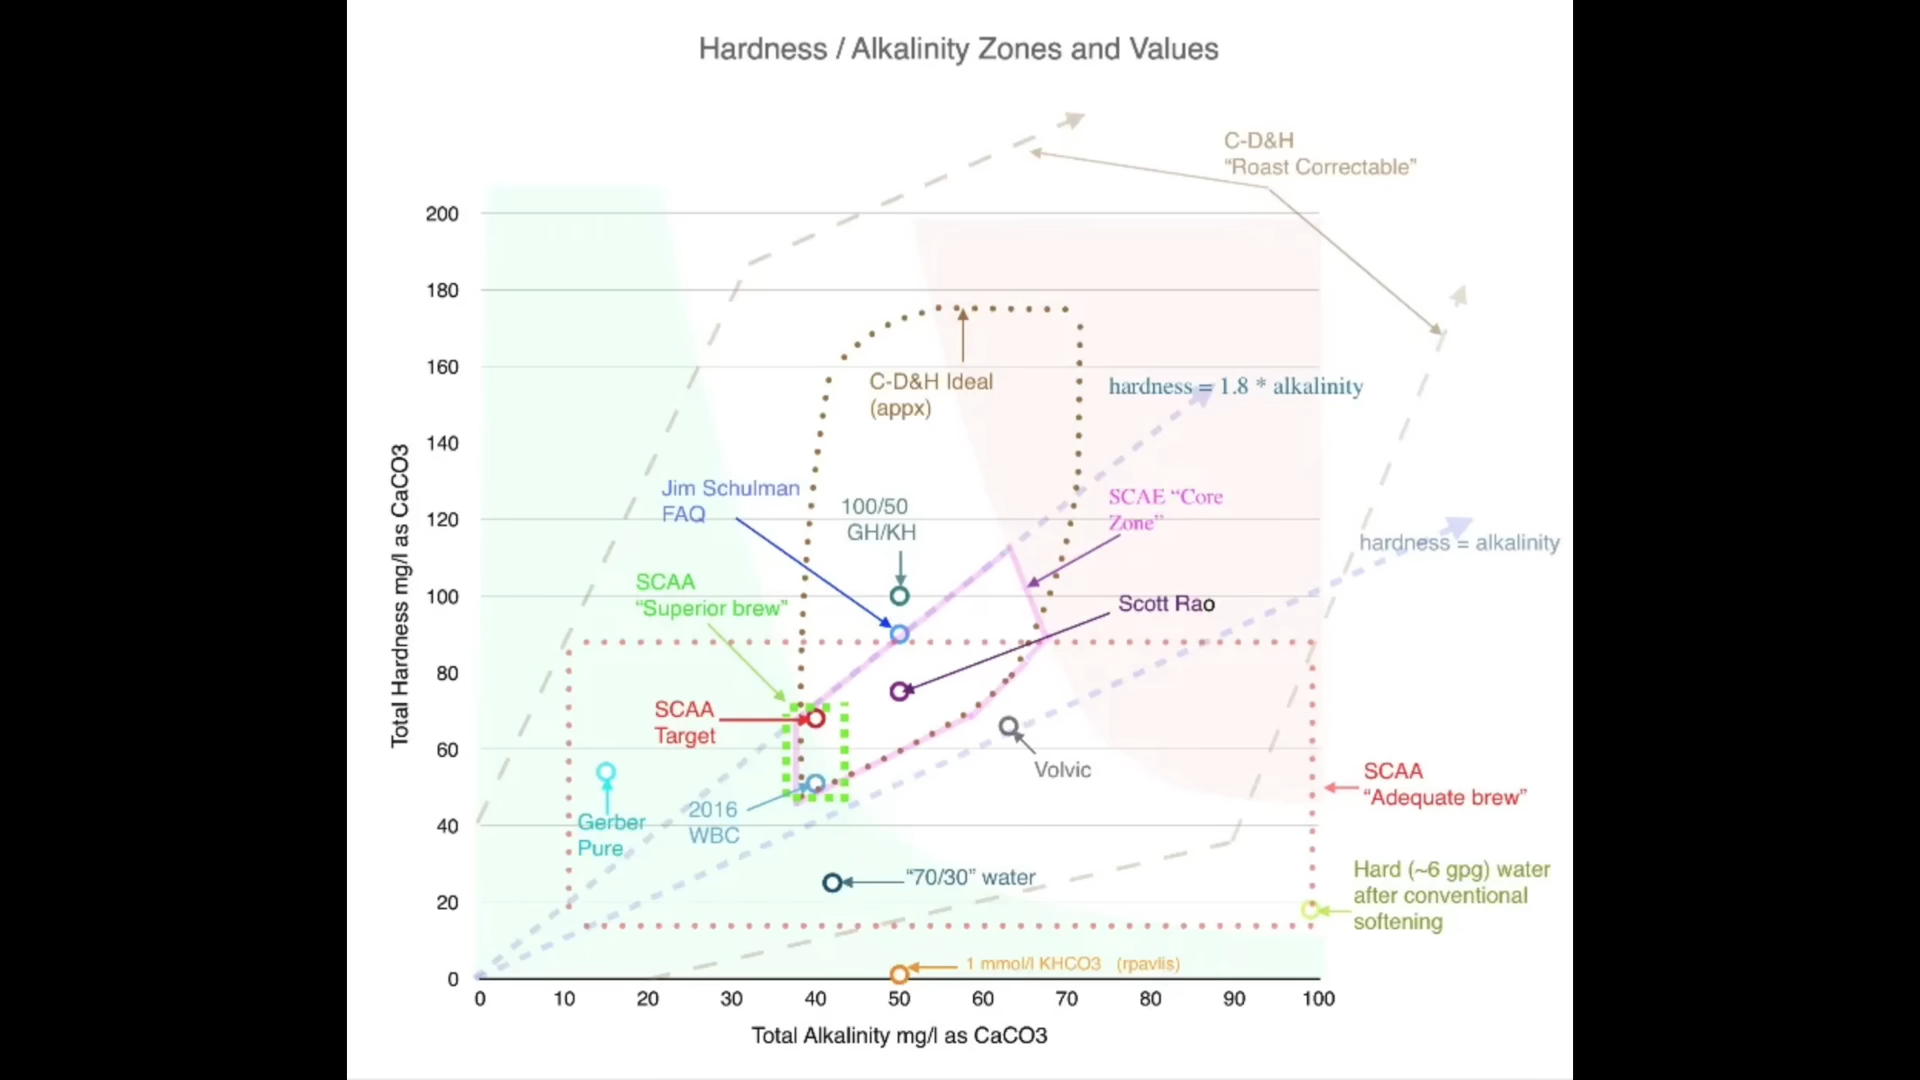 Hardness / Alkalinity Zones and Values
C-D&H
“Roast Correctable”
200
180
160
140
120
100
80
60
40
20
0
Total Hardness mg/l as CaCO3
C-D&H Ideal
(appx)
hardness = 1.8 * alkalinity
Jim Schulman
FAQ
100/50
GH/KH
SCAE “Core
Zone”
hardness = alkalinity
SCAA
“Superior brew”
Scott Rao
SCAA
Target
Volvic
SCAA
“Adequate brew”
Gerber
Pure
2016
WBC
“70/30” water
Hard (~6 gpg) water
after conventional
softening
1 mmol/l KHCO3 (rpavlis)
0 10 20 30 40 50 60 70 80 90 100
Total Alkalinity mg/l as CaCO3